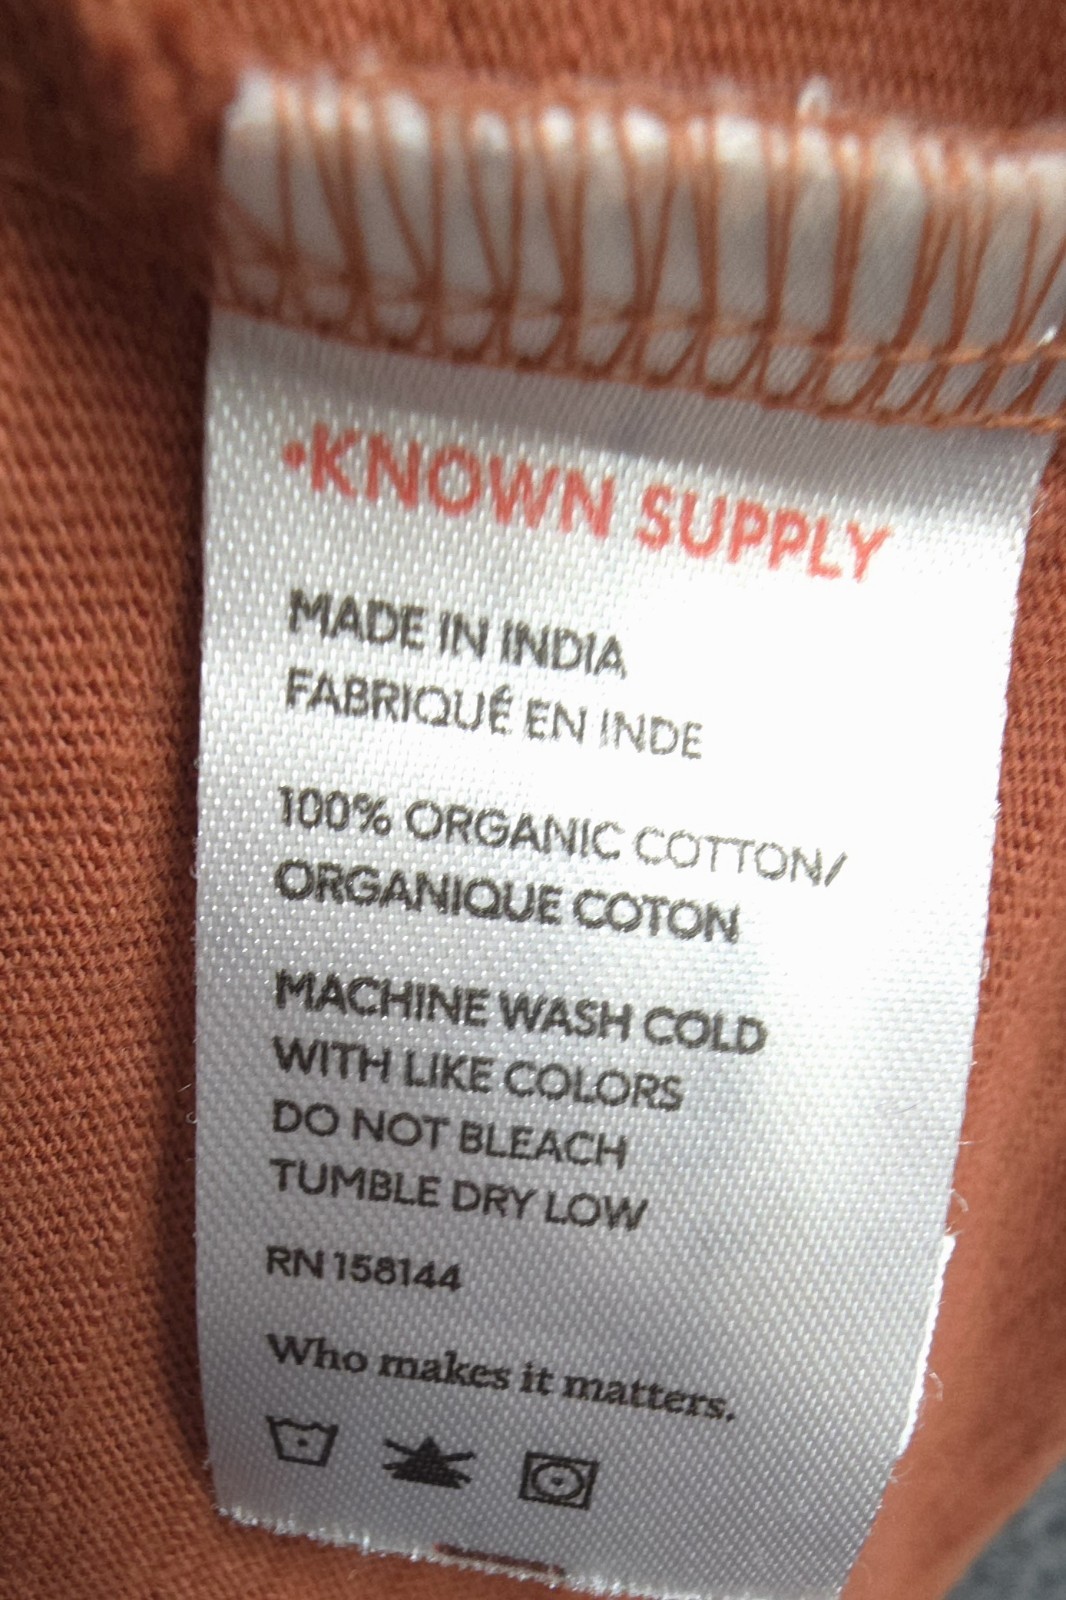 •KNOWN SUPPLY
MADE IN INDIA
FABRIQUÉ EN INDE
100% ORGANIC COTTON/
ORGANIQUE COTON
MACHINE WASH COLD
WITH LIKE COLORS
DO NOT BLEACH
TUMBLE DRY LOW
RN 158144
Who makes it matters.